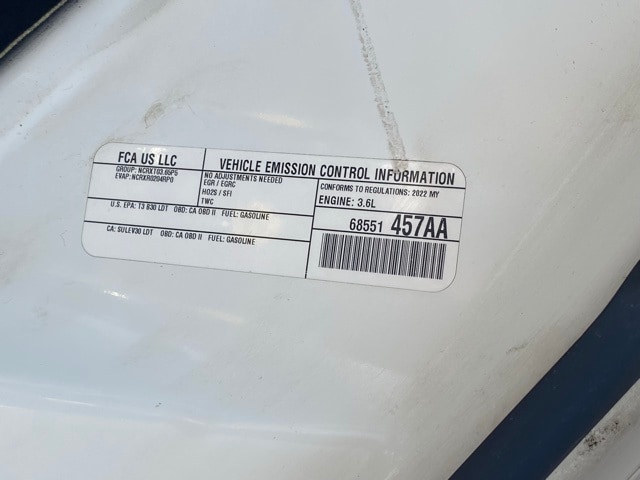 FCA US LLC
GROUP: NCRXT03.65P5
EVAP: NCRXR0204RP0
VEHICLE EMISSION CONTROL INFORMATION
NO ADJUSTMENTS NEEDED
EGR / EGRC
HO2S / SFI
TWC
CONFORMS TO REGULATIONS: 2022 MY
ENGINE: 3.6L
U.S. EPA: T3 B30 LDT OBD: CA OBD II FUEL: GASOLINE
CA: SULEV30 LDT OBD: CA OBD II FUEL: GASOLINE
68551 457AA